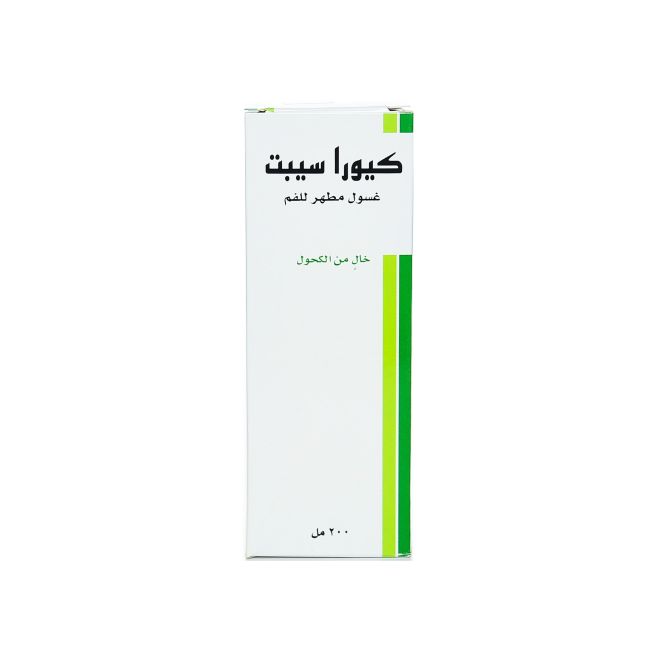 كيورا سيبت
غسول مطهر للفم
خالٍ من الكحول
٢٠٠ مل